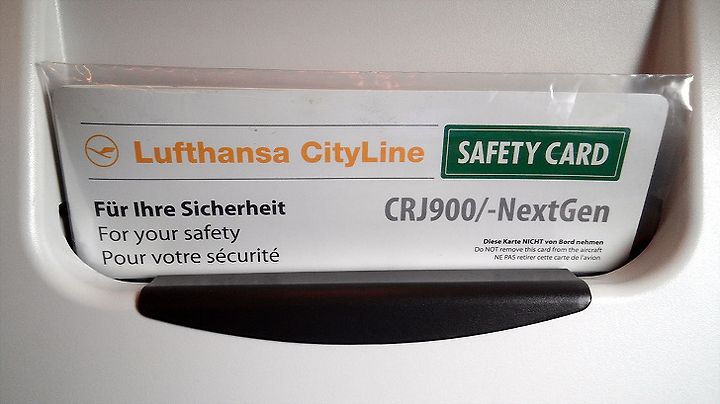 Lufthansa CityLine
SAFETY CARD
Für Ihre Sicherheit
For your safety
Pour votre sécurité
CRJ900/-NextGen
Diese Karte NICHT von Bord nehmen
Do NOT remove this card from the aircraft
NE PAS retirer cette carte de l'avion